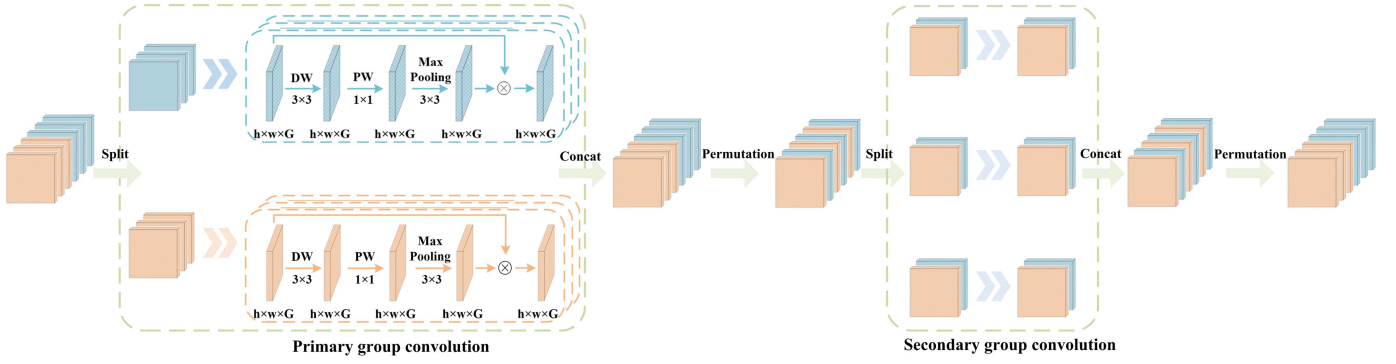 Split
DW
3×3
PW
1×1
Max
Pooling
3×3
h×w×G h×w×G h×w×G h×w×G h×w×G
DW
3×3
PW
1×1
Max
Pooling
3×3
h×w×G h×w×G h×w×G h×w×G h×w×G
Primary group convolution
Concat
Permutation
Split
Secondary group convolution
Concat
Permutation